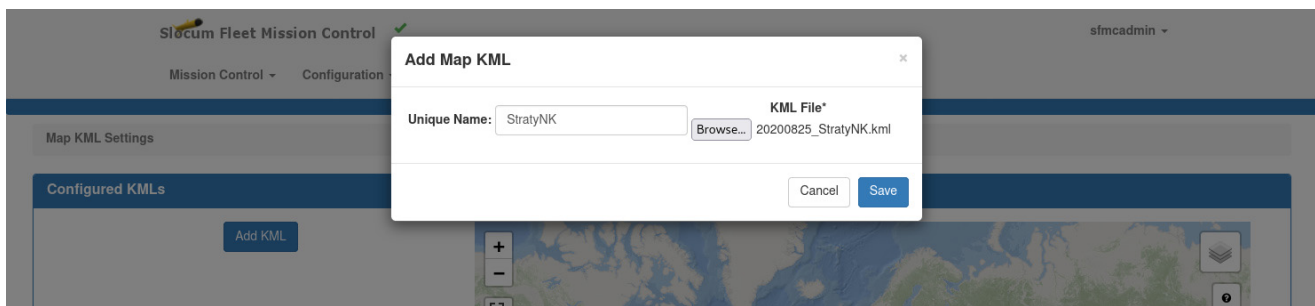 Slocum Fleet Mission Control
sfmcadmin
Mission Control
Configuration
Add Map KML
×
Unique Name:
StratyNK
KML File*
Browse...
20200825_StratyNK.kml
Cancel
Save
Map KML Settings
Configured KMLs
Add KML
+
−
?